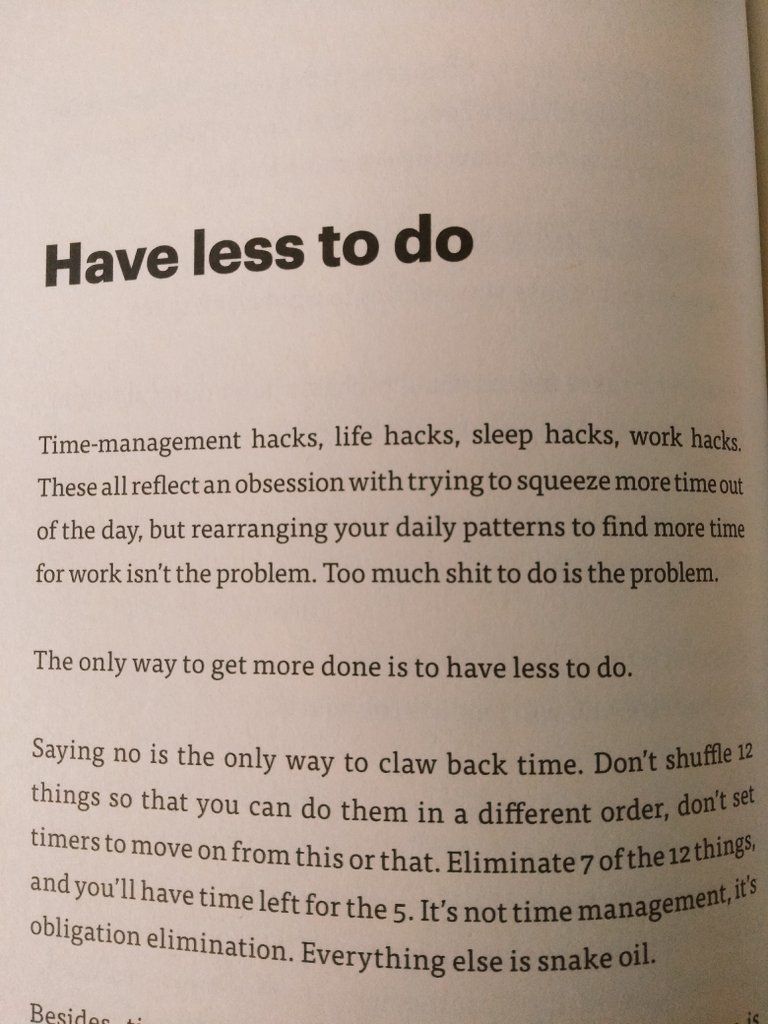 Have less to do
Time-management hacks, life hacks, sleep hacks, work hacks.
These all reflect an obsession with trying to squeeze more time out
of the day, but rearranging your daily patterns to find more time
for work isn't the problem. Too much shit to do is the problem.
The only way to get more done is to have less to do.
Saying no is the only way to claw back time. Don't shuffle 12
things so that you can do them in a different order, don't set
timers to move on from this or that. Eliminate 7 of the 12 things,
and you'll have time left for the 5. It's not time management, it's
obligation elimination. Everything else is snake oil.
Besides, is